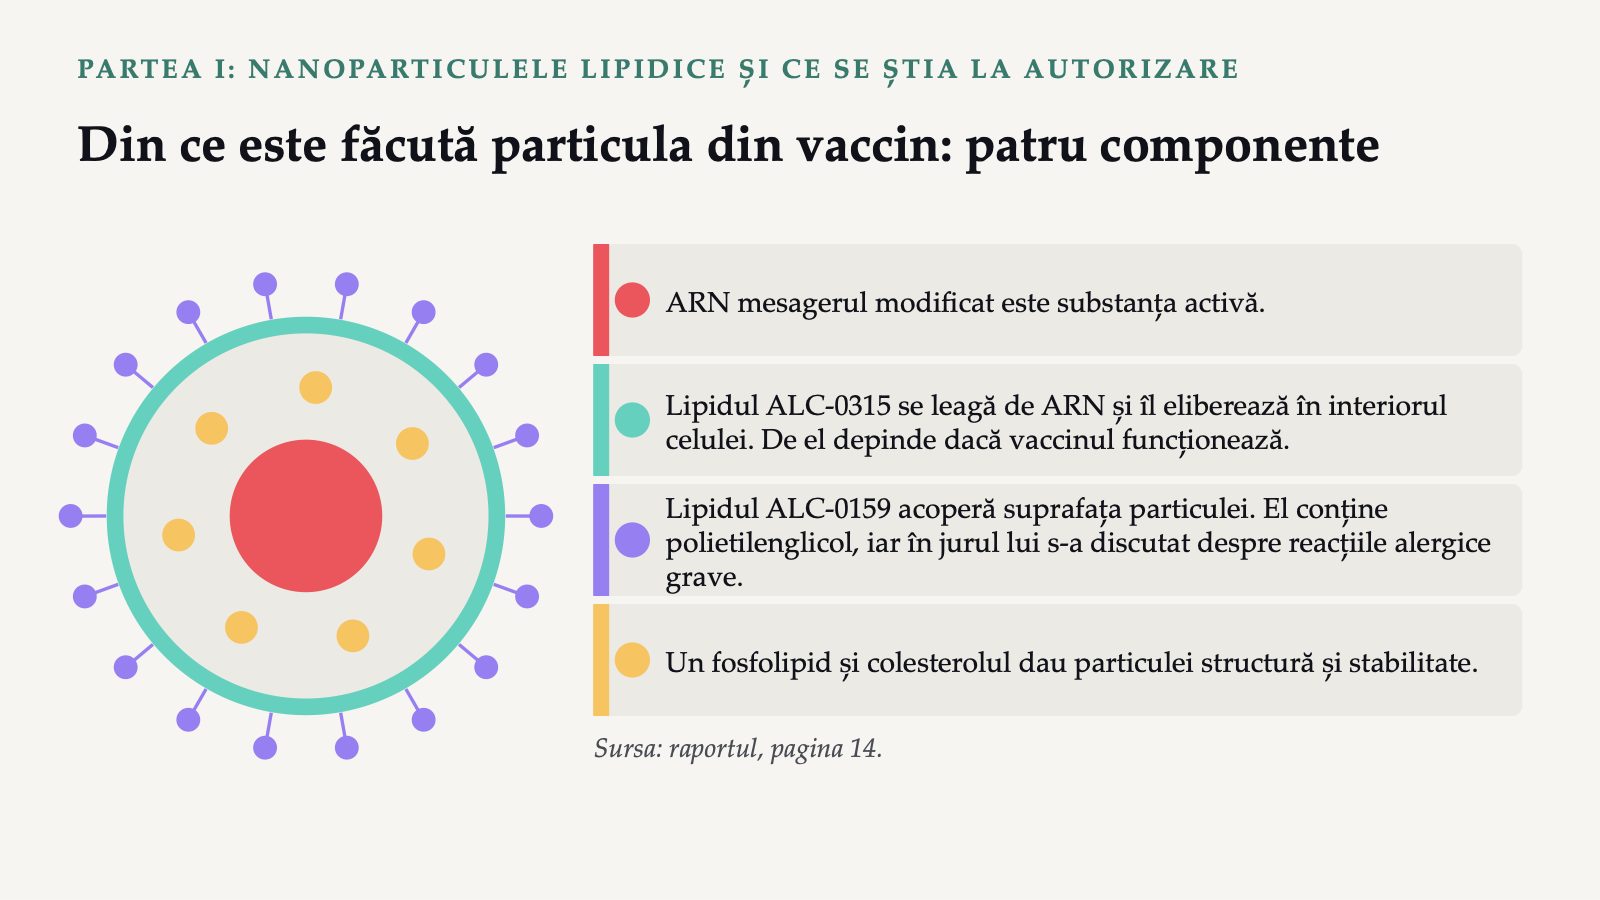 PARTEA I: NANOPARTICULELE LIPIDICE ȘI CE SE ȘTIA LA AUTORIZARE
Din ce este făcută particula din vaccin: patru componente
ARN mesagerul modificat este substanța activă.
Lipidul ALC-0315 se leagă de ARN și îl eliberează în interiorul
celulei. De el depinde dacă vaccinul funcționează.
Lipidul ALC-0159 acoperă suprafața particulei. El conține
polietilenglicol, iar în jurul lui s-a discutat despre reacțiile alergice
grave.
Un fosfolipid și colesterolul dau particulei structură și stabilitate.
Sursa: raportul, pagina 14.